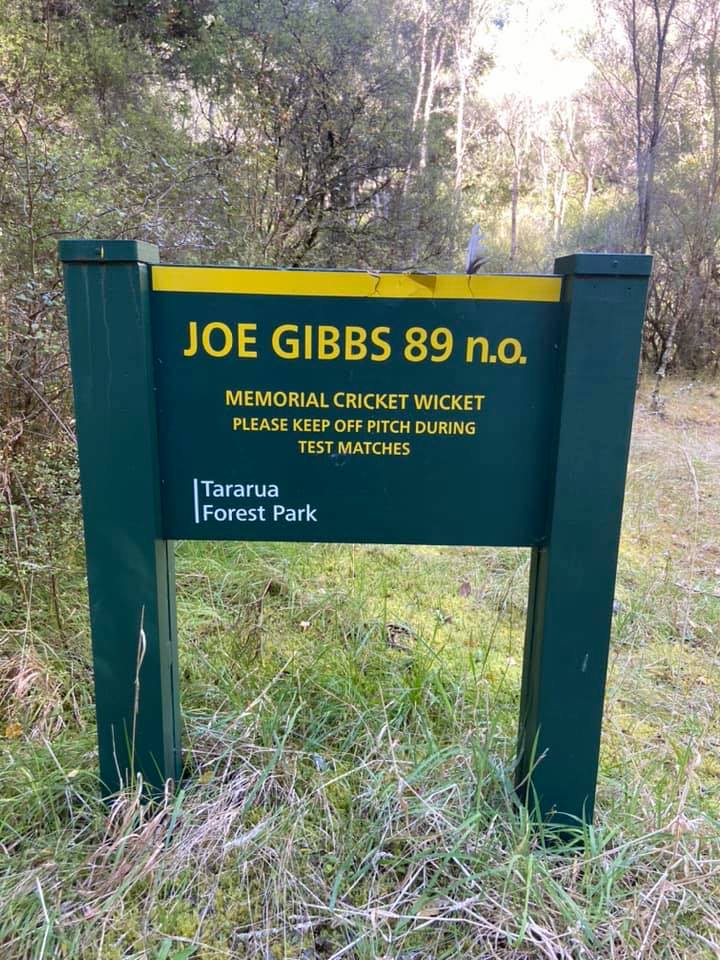 JOE GIBBS 89 n.o.
MEMORIAL CRICKET WICKET
PLEASE KEEP OFF PITCH DURING
TEST MATCHES
Tararua
Forest Park